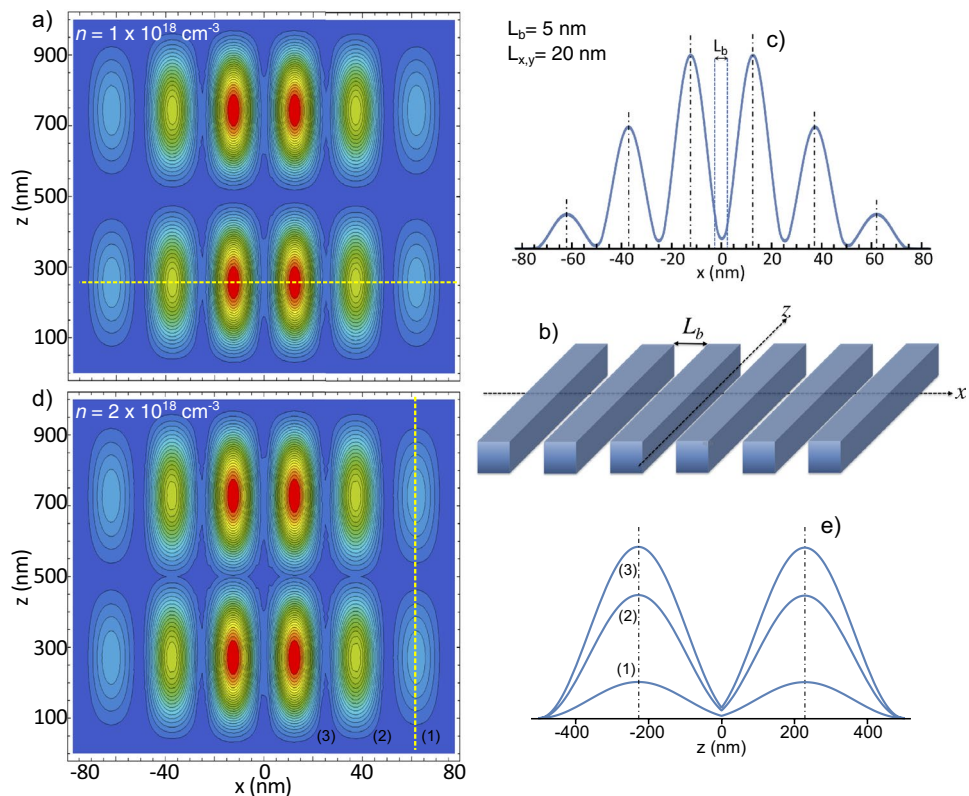 a)
n = 1 x 10¹⁸ cm⁻³
900
700
500
300
100
z (nm)
L_b= 5 nm
L_x,y= 20 nm
c)
L_b
-80 -60 -40 -20 0 20 40 60 80
x (nm)
b)
L_b
z
x
d)
n = 2 x 10¹⁸ cm⁻³
900
700
500
300
100
z (nm)
(3) (2) (1)
-80 -40 0 40 80
x (nm)
e)
(3)
(2)
(1)
-400 -200 0 200 400
z (nm)